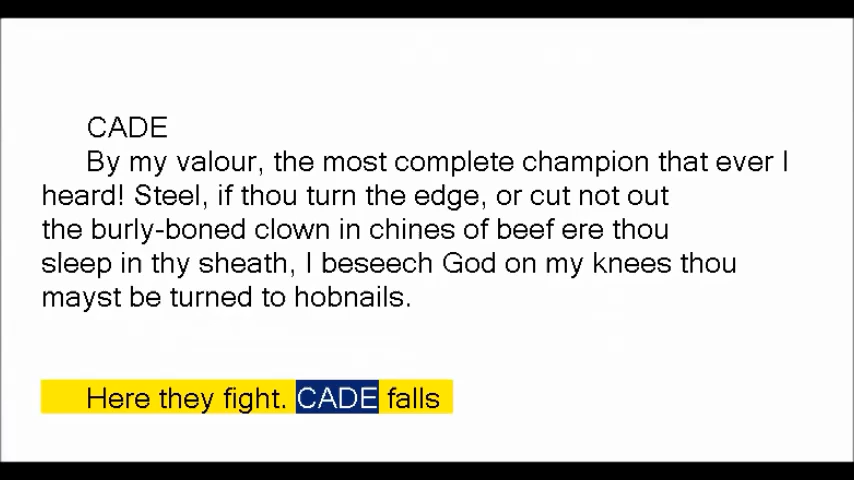 CADE
By my valour, the most complete champion that ever I
heard! Steel, if thou turn the edge, or cut not out
the burly-boned clown in chines of beef ere thou
sleep in thy sheath, I beseech God on my knees thou
mayst be turned to hobnails.
Here they fight. CADE falls